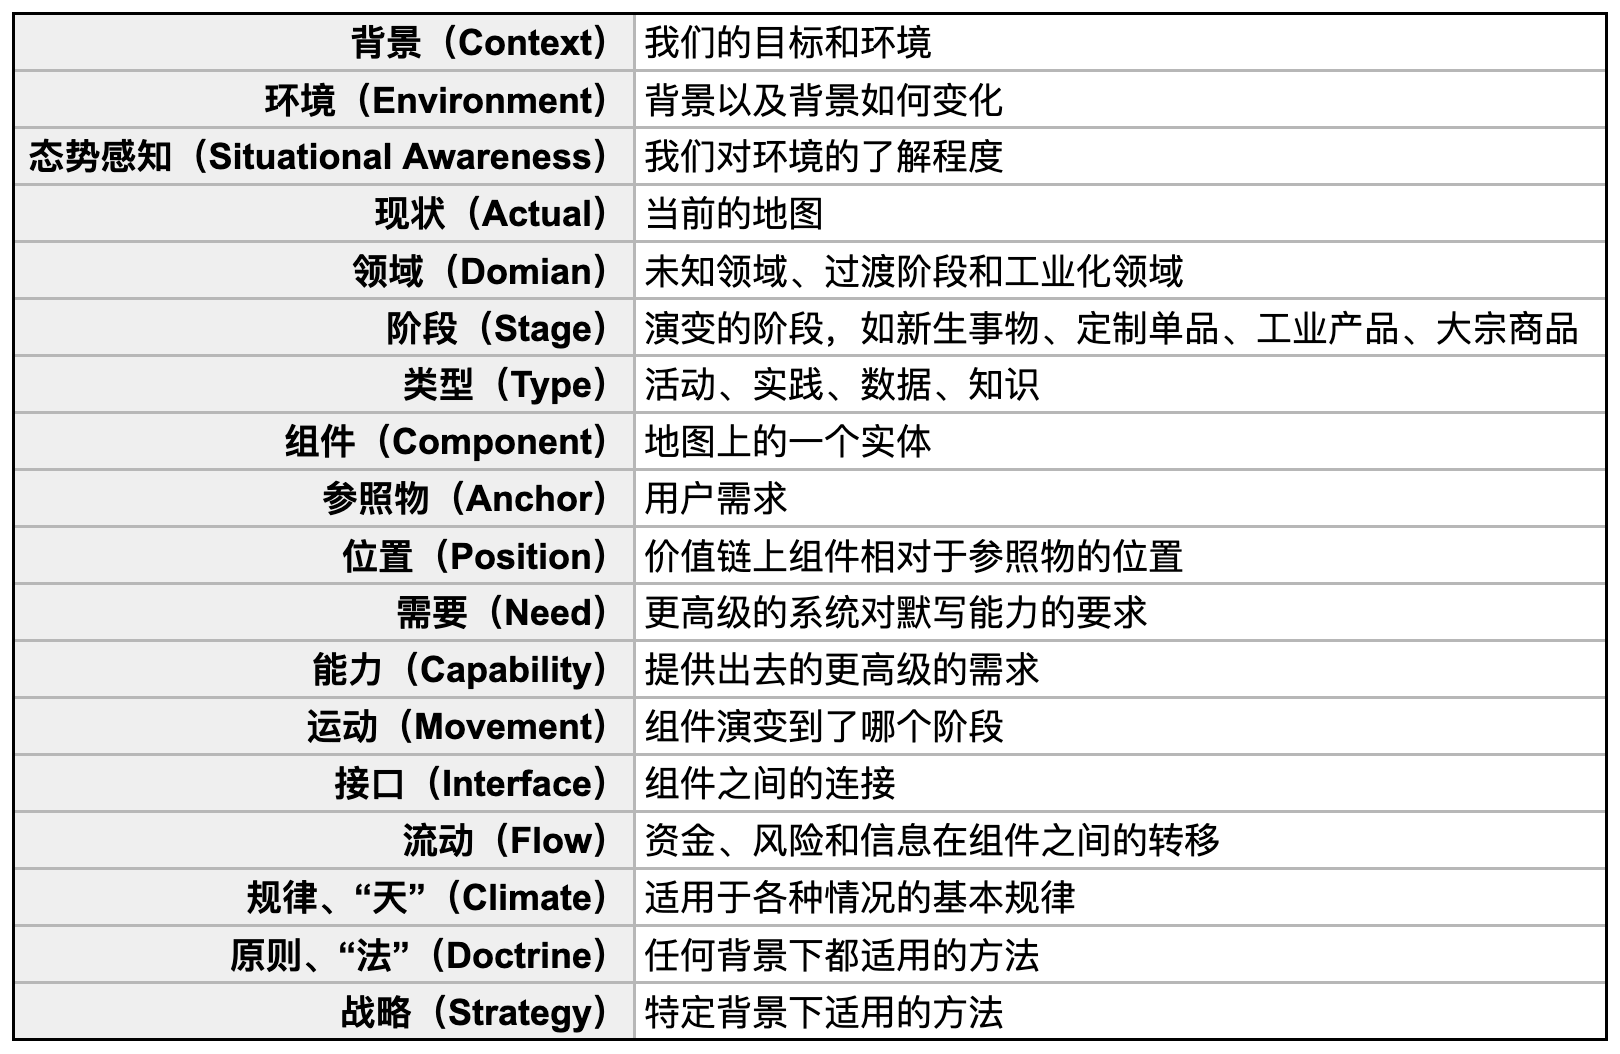 背景（Context） 我们的目标和环境
环境（Environment） 背景以及背景如何变化
态势感知（Situational Awareness） 我们对环境的了解程度
现状（Actual） 当前的地图
领域（Domian） 未知领域、过渡阶段和工业化领域
阶段（Stage） 演变的阶段，如新生事物、定制单品、工业产品、大宗商品
类型（Type） 活动、实践、数据、知识
组件（Component） 地图上的一个实体
参照物（Anchor） 用户需求
位置（Position） 价值链上组件相对于参照物的位置
需要（Need） 更高级的系统对默写能力的要求
能力（Capability） 提供出去的更高级的需求
运动（Movement） 组件演变到了哪个阶段
接口（Interface） 组件之间的连接
流动（Flow） 资金、风险和信息在组件之间的转移
规律、“天”（Climate） 适用于各种情况的基本规律
原则、“法”（Doctrine） 任何背景下都适用的方法
战略（Strategy） 特定背景下适用的方法